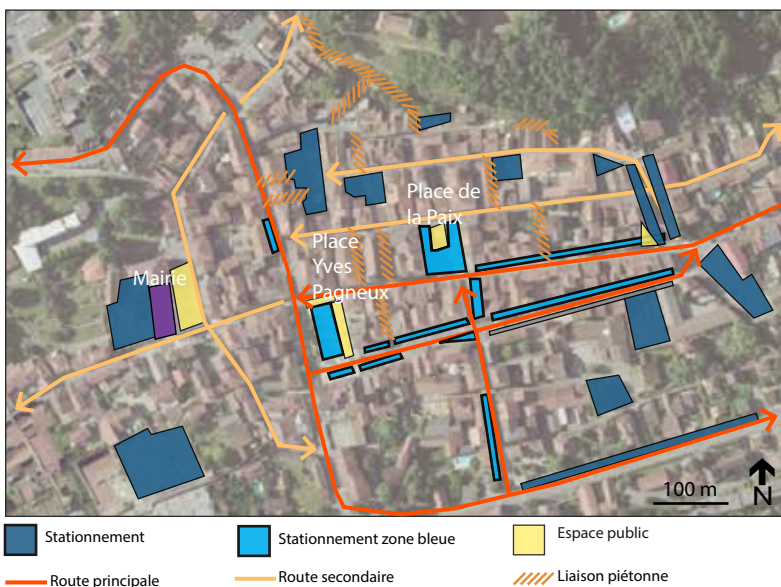 Place de
la Paix
Place
Yves
Pagneux
Mairie
100 m
N
Stationnement
Stationnement zone bleue
Espace public
Route principale
Route secondaire
Liaison piétonne